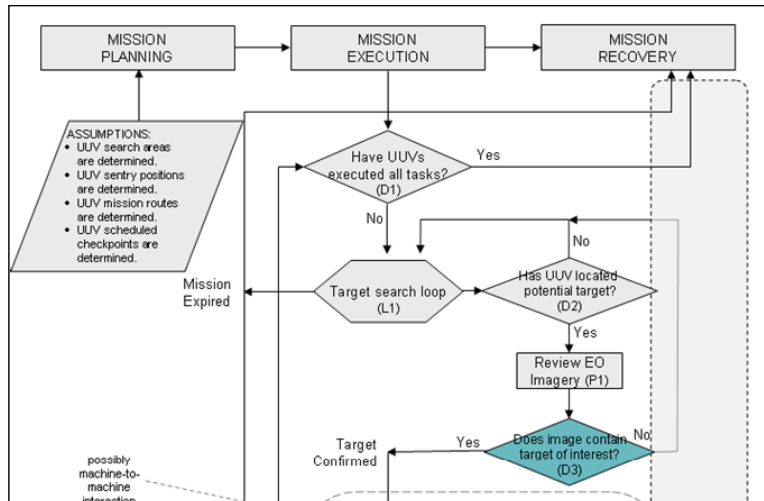 MISSION
PLANNING
MISSION
EXECUTION
MISSION
RECOVERY
ASSUMPTIONS:
• UUV search areas
are determined.
• UUV sentry positions
are determined.
• UUV mission routes
are determined.
• UUV scheduled
checkpoints are
determined.
Have UUVs
executed all tasks?
(D1)
Yes
No
Mission
Expired
Target search loop
(L1)
No
Has UUV located
potential target?
(D2)
Yes
Review EO
Imagery (P1)
Target
Confirmed
Yes
Does image contain
target of interest?
(D3)
No
possibly
machine-to-
machine
interaction